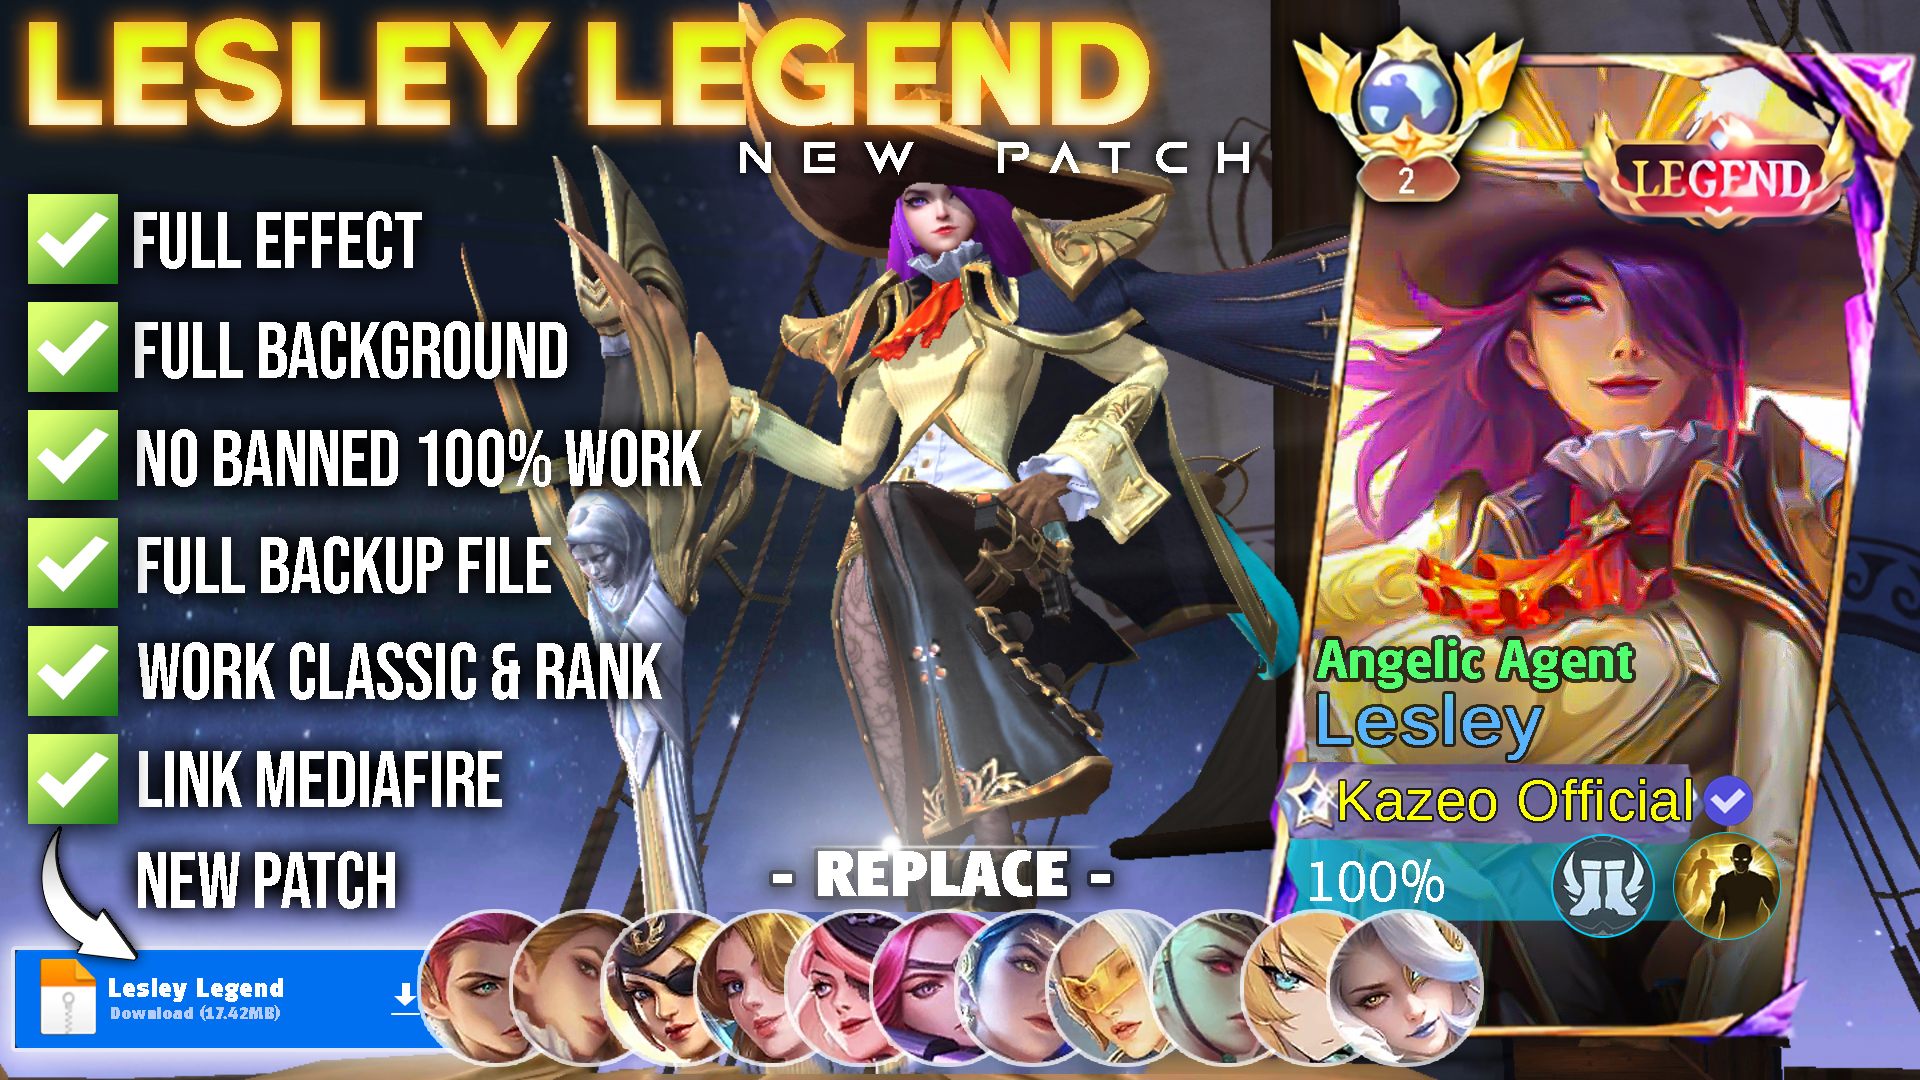 LESLEY LEGEND
NEW PATCH
FULL EFFECT
FULL BACKGROUND
NO BANNED 100% WORK
FULL BACKUP FILE
WORK CLASSIC & RANK
LINK MEDIAFIRE
NEW PATCH
Lesley Legend
Download (17.42MB)
- REPLACE -
2
LEGEND
Angelic Agent
Lesley
Kazeo Official
100%